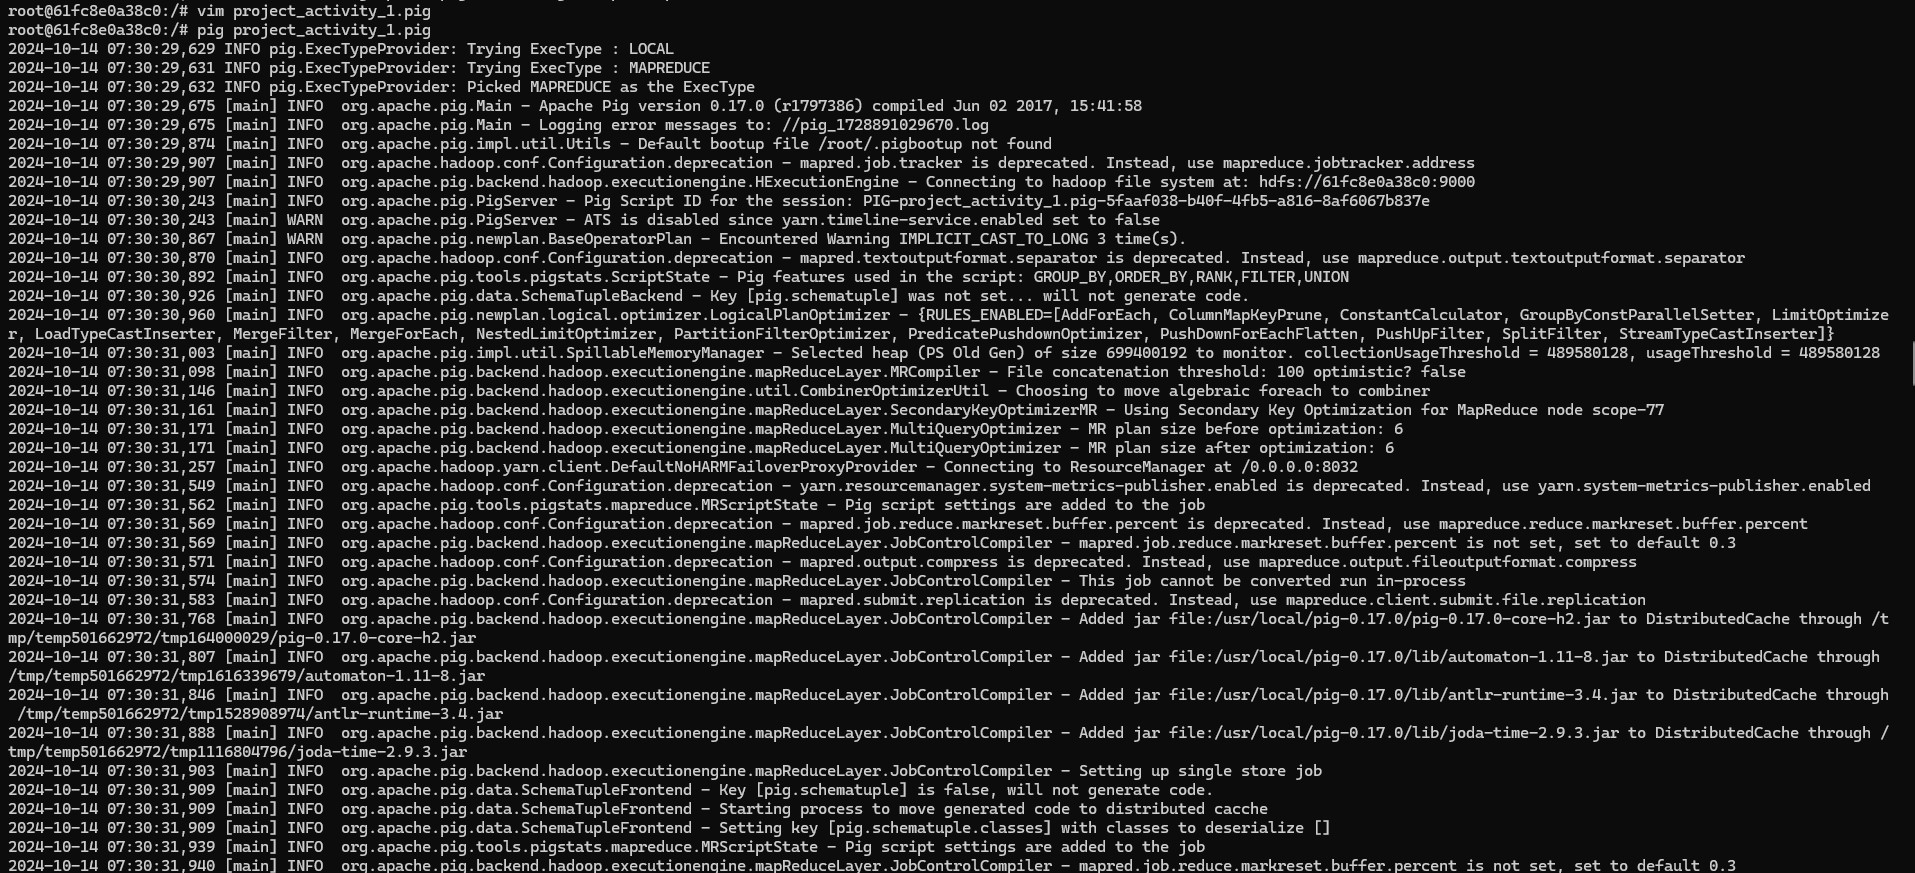 root@61fc8e0a38c0:/# vim project_activity_1.pig
root@61fc8e0a38c0:/# pig project_activity_1.pig
2024-10-14 07:30:29,629 INFO pig.ExecTypeProvider: Trying ExecType : LOCAL
2024-10-14 07:30:29,631 INFO pig.ExecTypeProvider: Trying ExecType : MAPREDUCE
2024-10-14 07:30:29,632 INFO pig.ExecTypeProvider: Picked MAPREDUCE as the ExecType
2024-10-14 07:30:29,675 [main] INFO  org.apache.pig.Main - Apache Pig version 0.17.0 (r1797386) compiled Jun 02 2017, 15:41:58
2024-10-14 07:30:29,675 [main] INFO  org.apache.pig.Main - Logging error messages to: //pig_1728891029670.log
2024-10-14 07:30:29,874 [main] INFO  org.apache.pig.impl.util.Utils - Default bootup file /root/.pigbootup not found
2024-10-14 07:30:29,907 [main] INFO  org.apache.hadoop.conf.Configuration.deprecation - mapred.job.tracker is deprecated. Instead, use mapreduce.jobtracker.address
2024-10-14 07:30:29,907 [main] INFO  org.apache.pig.backend.hadoop.executionengine.HExecutionEngine - Connecting to hadoop file system at: hdfs://61fc8e0a38c0:9000
2024-10-14 07:30:30,243 [main] INFO  org.apache.pig.PigServer - Pig Script ID for the session: PIG-project_activity_1.pig-5faaf038-b40f-4fb5-a816-8af6067b837e
2024-10-14 07:30:30,243 [main] WARN  org.apache.pig.PigServer - ATS is disabled since yarn.timeline-service.enabled set to false
2024-10-14 07:30:30,867 [main] WARN  org.apache.pig.newplan.BaseOperatorPlan - Encountered Warning IMPLICIT_CAST_TO_LONG 3 time(s).
2024-10-14 07:30:30,870 [main] INFO  org.apache.hadoop.conf.Configuration.deprecation - mapred.textoutputformat.separator is deprecated. Instead, use mapreduce.output.textoutputformat.separator
2024-10-14 07:30:30,892 [main] INFO  org.apache.pig.tools.pigstats.ScriptState - Pig features used in the script: GROUP_BY,ORDER_BY,RANK,FILTER,UNION
2024-10-14 07:30:30,926 [main] INFO  org.apache.pig.data.SchemaTupleBackend - Key [pig.schematuple] was not set... will not generate code.
2024-10-14 07:30:30,960 [main] INFO  org.apache.pig.newplan.logical.optimizer.LogicalPlanOptimizer - {RULES_ENABLED=[AddForEach, ColumnMapKeyPrune, ConstantCalculator, GroupByConstParallelSetter, LimitOptimize
r, LoadTypeCastInserter, MergeFilter, MergeForEach, NestedLimitOptimizer, PartitionFilterOptimizer, PredicatePushdownOptimizer, PushDownForEachFlatten, PushUpFilter, SplitFilter, StreamTypeCastInserter]}
2024-10-14 07:30:31,003 [main] INFO  org.apache.pig.impl.util.SpillableMemoryManager - Selected heap (PS Old Gen) of size 699400192 to monitor. collectionUsageThreshold = 489580128, usageThreshold = 489580128
2024-10-14 07:30:31,098 [main] INFO  org.apache.pig.backend.hadoop.executionengine.mapReduceLayer.MRCompiler - File concatenation threshold: 100 optimistic? false
2024-10-14 07:30:31,146 [main] INFO  org.apache.pig.backend.hadoop.executionengine.util.CombinerOptimizerUtil - Choosing to move algebraic foreach to combiner
2024-10-14 07:30:31,161 [main] INFO  org.apache.pig.backend.hadoop.executionengine.mapReduceLayer.SecondaryKeyOptimizerMR - Using Secondary Key Optimization for MapReduce node scope-77
2024-10-14 07:30:31,171 [main] INFO  org.apache.pig.backend.hadoop.executionengine.mapReduceLayer.MultiQueryOptimizer - MR plan size before optimization: 6
2024-10-14 07:30:31,171 [main] INFO  org.apache.pig.backend.hadoop.executionengine.mapReduceLayer.MultiQueryOptimizer - MR plan size after optimization: 6
2024-10-14 07:30:31,257 [main] INFO  org.apache.hadoop.yarn.client.DefaultNoHARMFailoverProxyProvider - Connecting to ResourceManager at /0.0.0.0:8032
2024-10-14 07:30:31,549 [main] INFO  org.apache.hadoop.conf.Configuration.deprecation - yarn.resourcemanager.system-metrics-publisher.enabled is deprecated. Instead, use yarn.system-metrics-publisher.enabled
2024-10-14 07:30:31,562 [main] INFO  org.apache.pig.tools.pigstats.mapreduce.MRScriptState - Pig script settings are added to the job
2024-10-14 07:30:31,569 [main] INFO  org.apache.hadoop.conf.Configuration.deprecation - mapred.job.reduce.markreset.buffer.percent is deprecated. Instead, use mapreduce.reduce.markreset.buffer.percent
2024-10-14 07:30:31,569 [main] INFO  org.apache.pig.backend.hadoop.executionengine.mapReduceLayer.JobControlCompiler - mapred.job.reduce.markreset.buffer.percent is not set, set to default 0.3
2024-10-14 07:30:31,571 [main] INFO  org.apache.hadoop.conf.Configuration.deprecation - mapred.output.compress is deprecated. Instead, use mapreduce.output.fileoutputformat.compress
2024-10-14 07:30:31,574 [main] INFO  org.apache.pig.backend.hadoop.executionengine.mapReduceLayer.JobControlCompiler - This job cannot be converted run in-process
2024-10-14 07:30:31,583 [main] INFO  org.apache.hadoop.conf.Configuration.deprecation - mapred.submit.replication is deprecated. Instead, use mapreduce.client.submit.file.replication
2024-10-14 07:30:31,768 [main] INFO  org.apache.pig.backend.hadoop.executionengine.mapReduceLayer.JobControlCompiler - Added jar file:/usr/local/pig-0.17.0/pig-0.17.0-core-h2.jar to DistributedCache through /t
mp/temp501662972/tmp164000029/pig-0.17.0-core-h2.jar
2024-10-14 07:30:31,807 [main] INFO  org.apache.pig.backend.hadoop.executionengine.mapReduceLayer.JobControlCompiler - Added jar file:/usr/local/pig-0.17.0/lib/automaton-1.11-8.jar to DistributedCache through
/tmp/temp501662972/tmp1616339679/automaton-1.11-8.jar
2024-10-14 07:30:31,846 [main] INFO  org.apache.pig.backend.hadoop.executionengine.mapReduceLayer.JobControlCompiler - Added jar file:/usr/local/pig-0.17.0/lib/antlr-runtime-3.4.jar to DistributedCache through
 /tmp/temp501662972/tmp1528908974/antlr-runtime-3.4.jar
2024-10-14 07:30:31,888 [main] INFO  org.apache.pig.backend.hadoop.executionengine.mapReduceLayer.JobControlCompiler - Added jar file:/usr/local/pig-0.17.0/lib/joda-time-2.9.3.jar to DistributedCache through /
tmp/temp501662972/tmp1116804796/joda-time-2.9.3.jar
2024-10-14 07:30:31,903 [main] INFO  org.apache.pig.backend.hadoop.executionengine.mapReduceLayer.JobControlCompiler - Setting up single store job
2024-10-14 07:30:31,909 [main] INFO  org.apache.pig.data.SchemaTupleFrontend - Key [pig.schematuple] is false, will not generate code.
2024-10-14 07:30:31,909 [main] INFO  org.apache.pig.data.SchemaTupleFrontend - Starting process to move generated code to distributed cacche
2024-10-14 07:30:31,909 [main] INFO  org.apache.pig.data.SchemaTupleFrontend - Setting key [pig.schematuple.classes] with classes to deserialize []
2024-10-14 07:30:31,939 [main] INFO  org.apache.pig.tools.pigstats.mapreduce.MRScriptState - Pig script settings are added to the job
2024-10-14 07:30:31,940 [main] INFO  org.apache.pig.backend.hadoop.executionengine.mapReduceLayer.JobControlCompiler - mapred.job.reduce.markreset.buffer.percent is not set, set to default 0.3